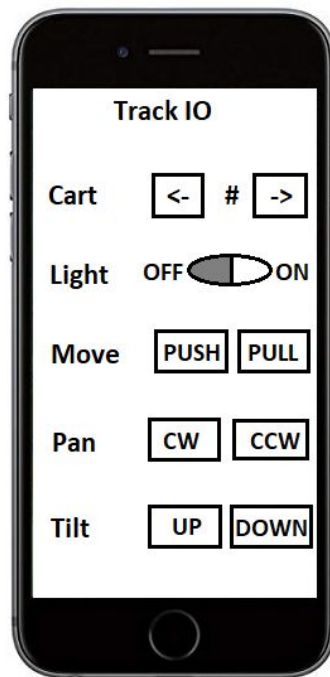 Track IO
Cart <- # ->
Light OFF ON
Move PUSH PULL
Pan CW CCW
Tilt UP DOWN